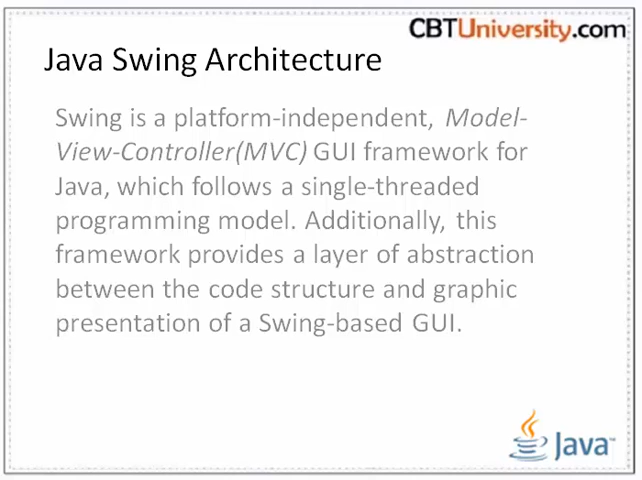 CBTUniversity.com
Java Swing Architecture
Swing is a platform-independent, Model-
View-Controller(MVC) GUI framework for
Java, which follows a single-threaded
programming model. Additionally, this
framework provides a layer of abstraction
between the code structure and graphic
presentation of a Swing-based GUI.
Java™